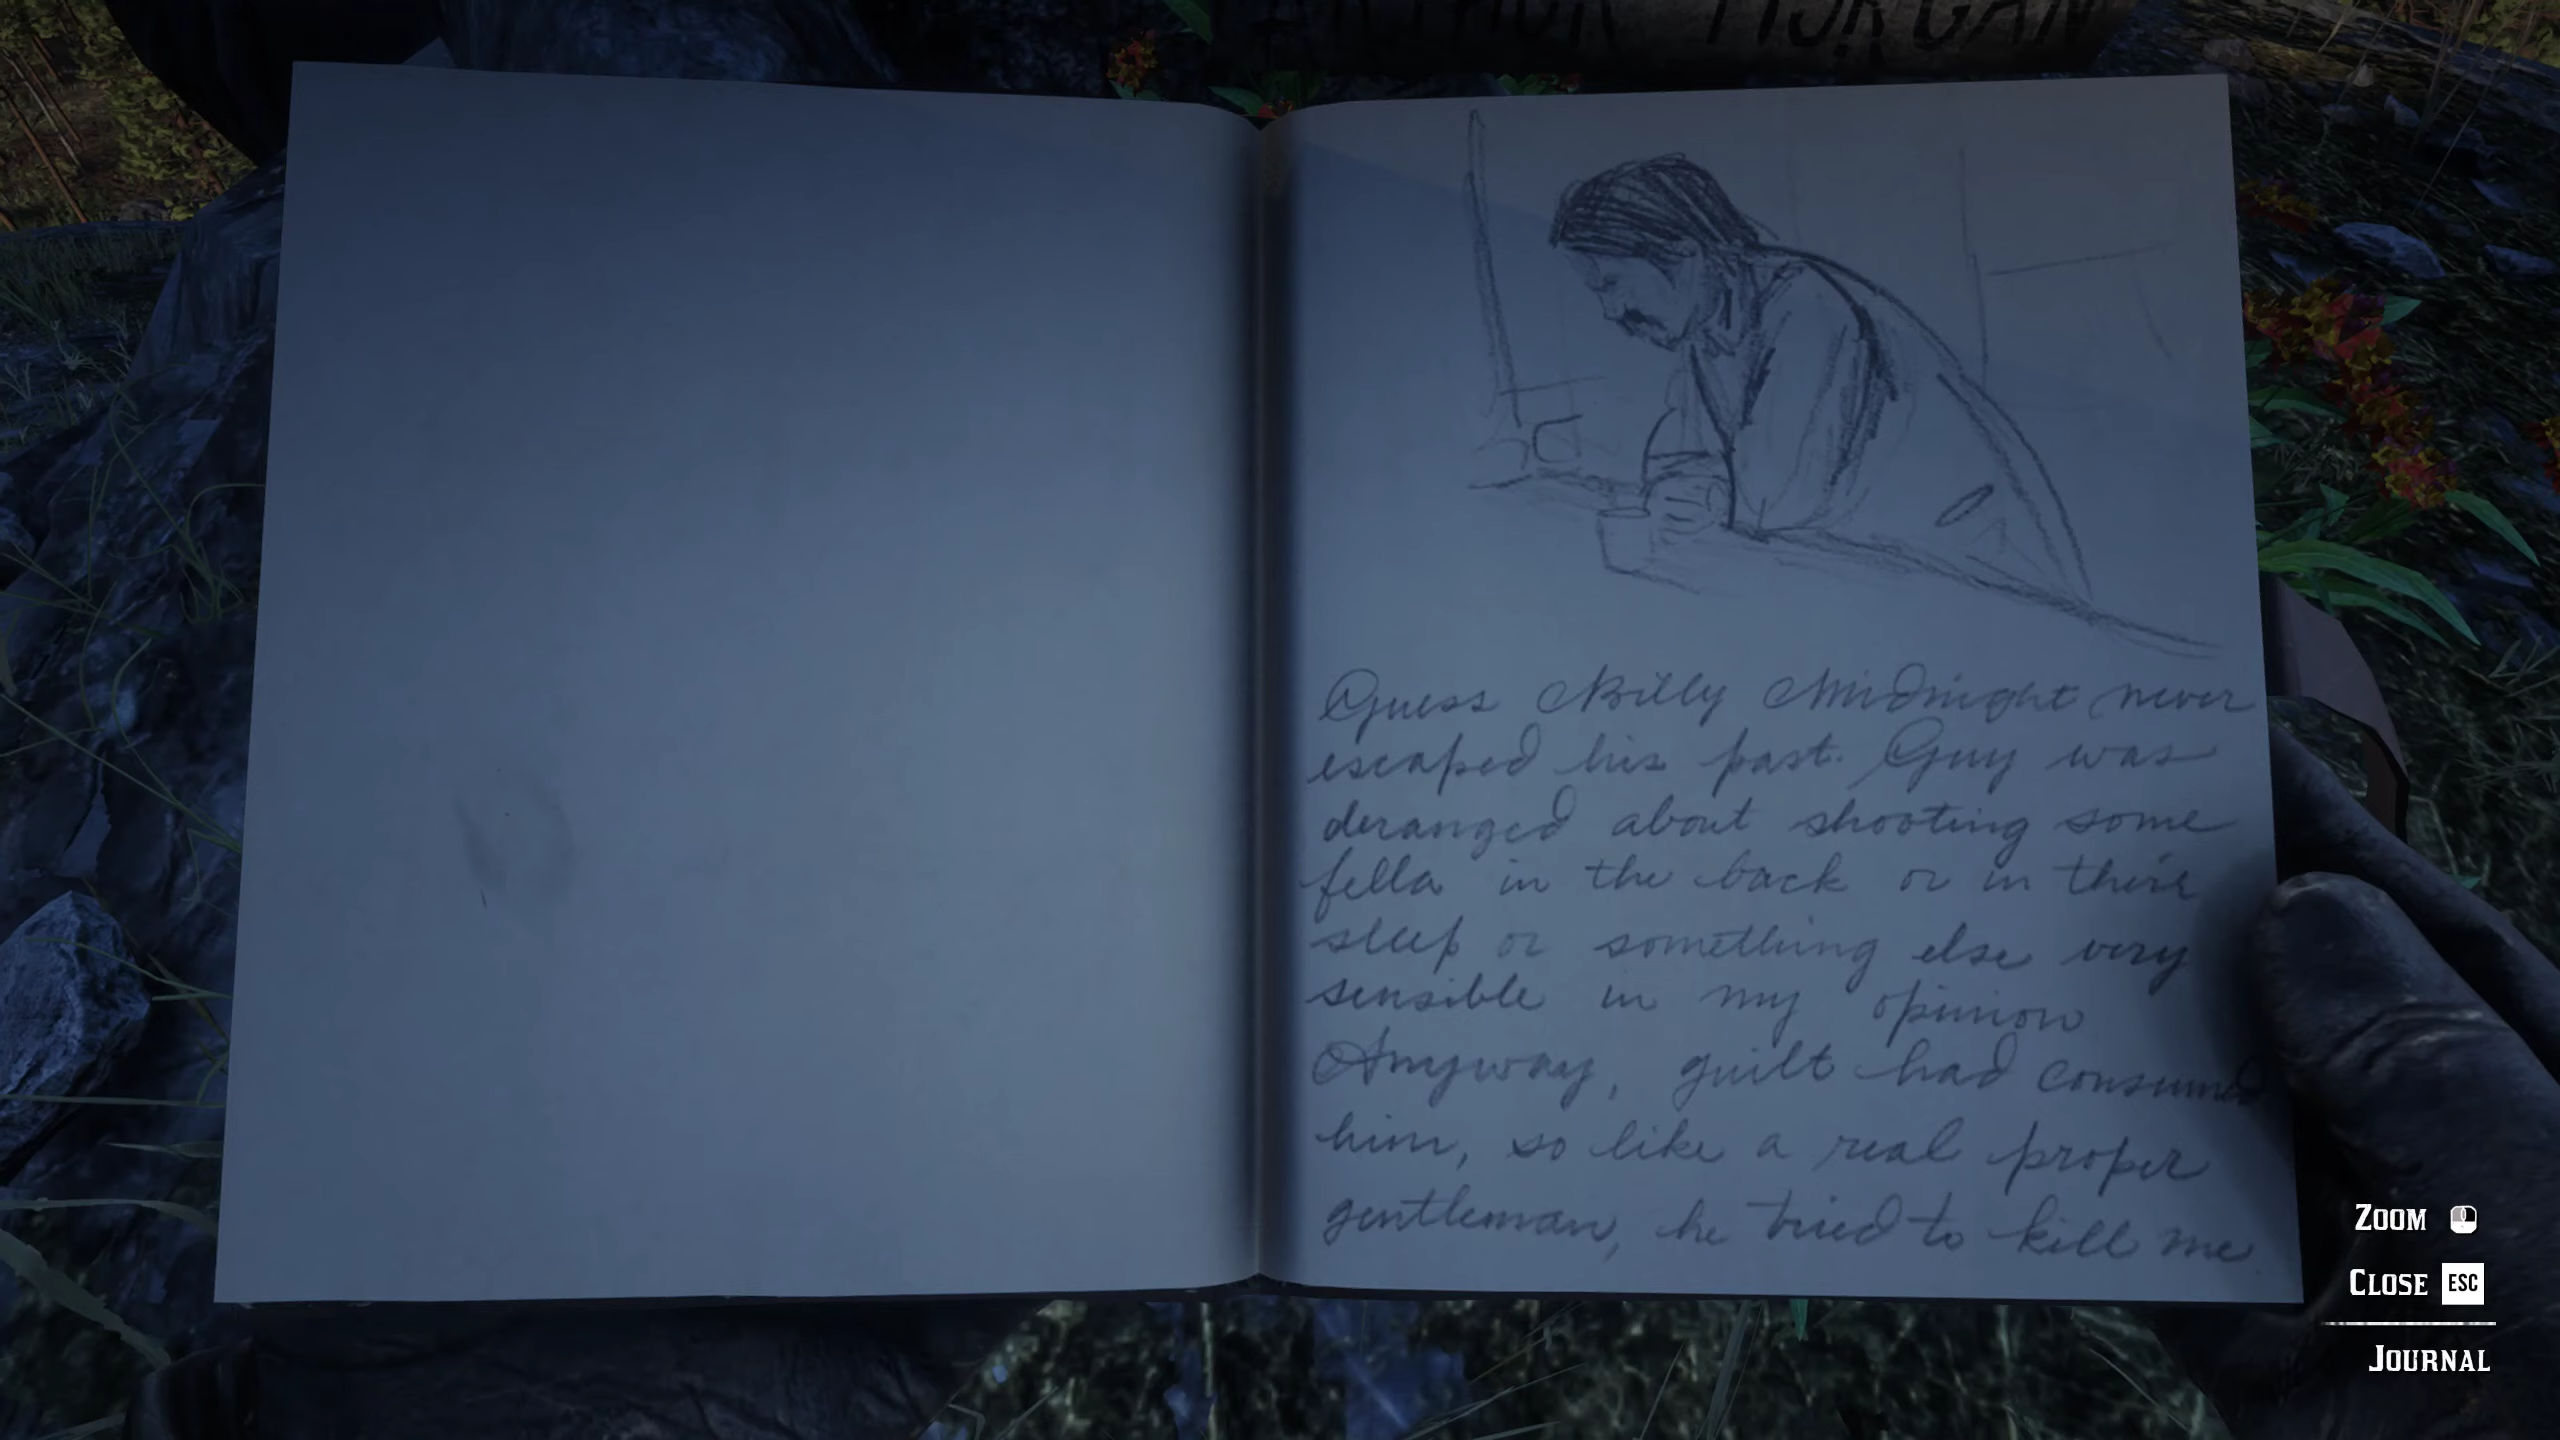 ARTHUR MORGAN
Guess Billy Midnight never
escaped his past. Guy was
deranged about shooting some
fella in the back or in their
sleep or something else very
sensible in my opinion
Anyway, guilt had consumed
him, so like a real proper
gentleman, he tried to kill me.
ZOOM
CLOSE ESC
JOURNAL